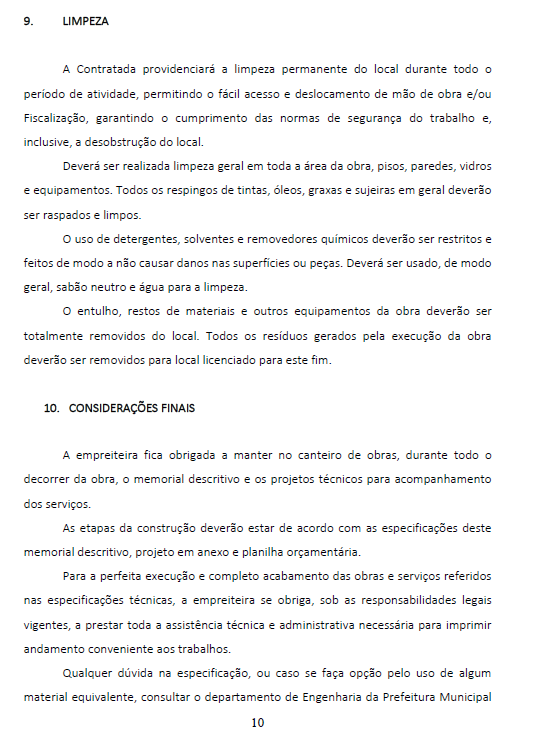 9. LIMPEZA
A Contratada providenciará a limpeza permanente do local durante todo o
período de atividade, permitindo o fácil acesso e deslocamento de mão de obra e/ou
Fiscalização, garantindo o cumprimento das normas de segurança do trabalho e,
inclusive, a desobstrução do local.
Deverá ser realizada limpeza geral em toda a área da obra, pisos, paredes, vidros
e equipamentos. Todos os respingos de tintas, óleos, graxas e sujeiras em geral deverão
ser raspados e limpos.
O uso de detergentes, solventes e removedores químicos deverão ser restritos e
feitos de modo a não causar danos nas superfícies ou peças. Deverá ser usado, de modo
geral, sabão neutro e água para a limpeza.
O entulho, restos de materiais e outros equipamentos da obra deverão ser
totalmente removidos do local. Todos os resíduos gerados pela execução da obra
deverão ser removidos para local licenciado para este fim.
10. CONSIDERAÇÕES FINAIS
A empreiteira fica obrigada a manter no canteiro de obras, durante todo o
decorrer da obra, o memorial descritivo e os projetos técnicos para acompanhamento
dos serviços.
As etapas da construção deverão estar de acordo com as especificações deste
memorial descritivo, projeto em anexo e planilha orçamentária.
Para a perfeita execução e completo acabamento das obras e serviços referidos
nas especificações técnicas, a empreiteira se obriga, sob as responsabilidades legais
vigentes, a prestar toda a assistência técnica e administrativa necessária para imprimir
andamento conveniente aos trabalhos.
Qualquer dúvida na especificação, ou caso se faça opção pelo uso de algum
material equivalente, consultar o departamento de Engenharia da Prefeitura Municipal
10